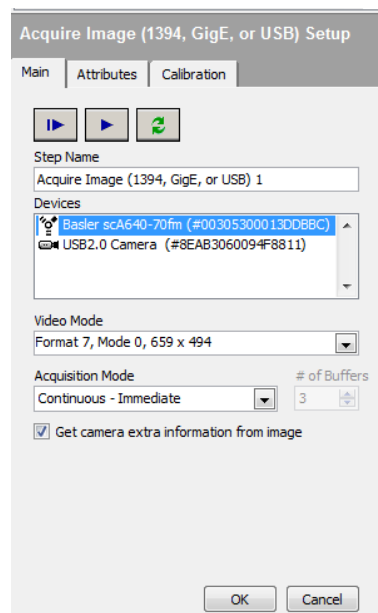 Acquire Image (1394, GigE, or USB) Setup
Main Attributes Calibration
Step Name
Acquire Image (1394, GigE, or USB) 1
Devices
Basler scA640-70fm (#00305300013DDBBC)
USB2.0 Camera (#8EAB3060094F8811)
Video Mode
Format 7, Mode 0, 659 x 494
Acquisition Mode # of Buffers
Continuous - Immediate 3
Get camera extra information from image
OK Cancel